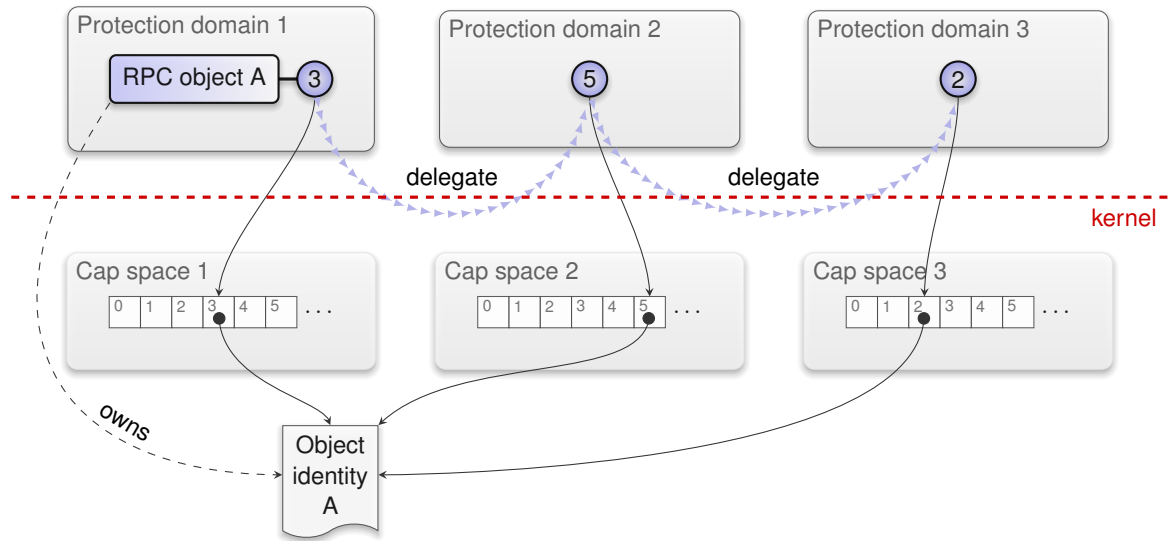 Protection domain 1
RPC object A
3
Protection domain 2
5
Protection domain 3
2
delegate
delegate
kernel
Cap space 1
0 1 2 3 4 5 ...
Cap space 2
0 1 2 3 4 5 ...
Cap space 3
0 1 2 3 4 5 ...
owns
Object
identity
A